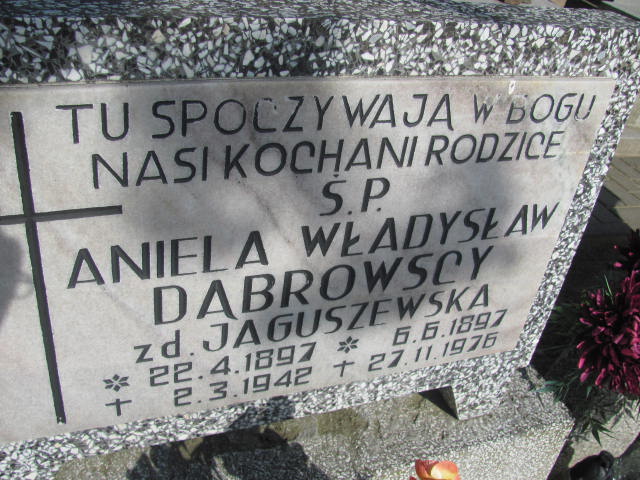 TU SPOCZYWAJĄ W BOGU
NASI KOCHANI RODZICE
Ś.P.
ANIELA WŁADYSŁAW
DĄBROWSCY
zd. JAGUSZEWSKA
* 22.4.1897 * 6.6.1897
† 2.3.1942 † 27.11.1976